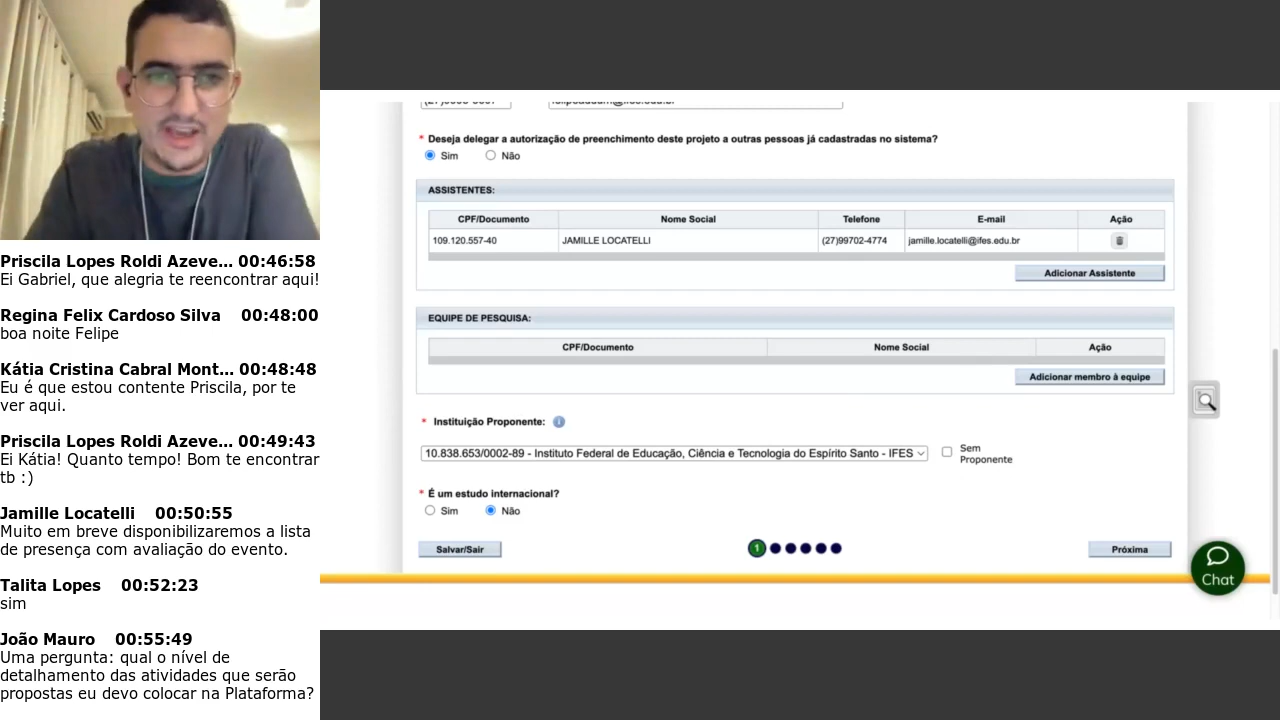 Priscila Lopes Roldi Azeve... 00:46:58
Ei Gabriel, que alegria te reencontrar aqui!
Regina Felix Cardoso Silva 00:48:00
boa noite Felipe
Kátia Cristina Cabral Mont... 00:48:48
Eu é que estou contente Priscila, por te
ver aqui.
Priscila Lopes Roldi Azeve... 00:49:43
Ei Kátia! Quanto tempo! Bom te encontrar
tb :)
Jamille Locatelli 00:50:55
Muito em breve disponibilizaremos a lista
de presença com avaliação do evento.
Talita Lopes 00:52:23
sim
João Mauro 00:55:49
Uma pergunta: qual o nível de
detalhamento das atividades que serão
propostas eu devo colocar na Plataforma?
* Deseja delegar a autorização de preenchimento deste projeto a outras pessoas já cadastradas no sistema?
Sim Não
ASSISTENTES:
CPF/Documento Nome Social Telefone E-mail Ação
109.120.557-40 JAMILLE LOCATELLI (27)99702-4774 jamille.locatelli@ifes.edu.br
Adicionar Assistente
EQUIPE DE PESQUISA:
CPF/Documento Nome Social Ação
Adicionar membro à equipe
* Instituição Proponente:
10.838.653/0002-89 - Instituto Federal de Educação, Ciência e Tecnologia do Espírito Santo - IFES
Sem
Proponente
* É um estudo internacional?
Sim Não
Salvar/Sair 1 Próxima
Chat